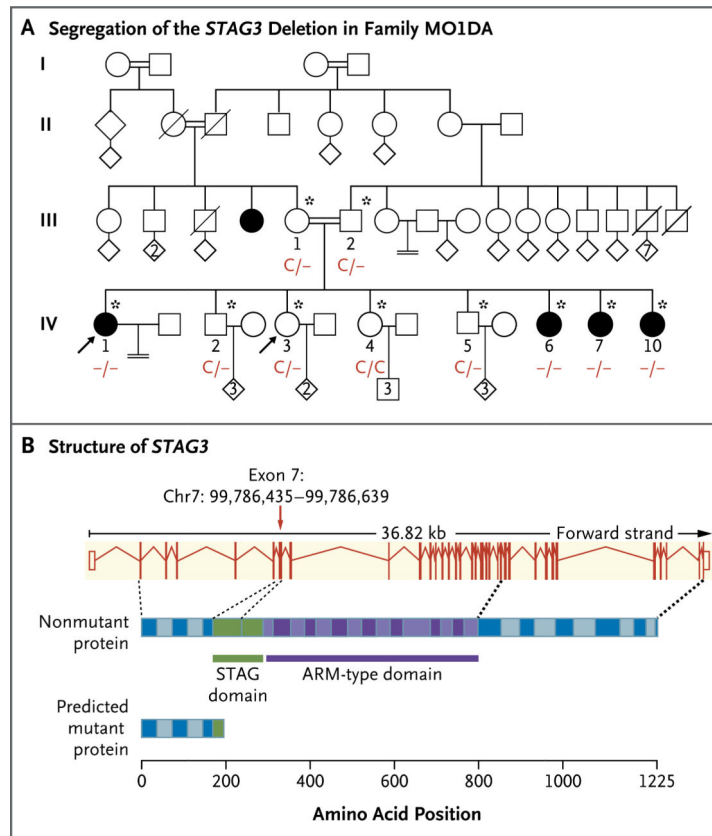 A Segregation of the STAG3 Deletion in Family MO1DA
I
II
III
2
7
* *
1 2
C/– C/–
IV
* * * * * * * *
1 2 3 4 5 6 7 10
–/– C/– C/– C/C C/– –/– –/– –/–
3 2 3 3
B Structure of STAG3
Exon 7:
Chr7: 99,786,435–99,786,639
36.82 kb Forward strand
Nonmutant
protein
STAG
domain
ARM-type domain
Predicted
mutant
protein
0 200 400 600 800 1000 1225
Amino Acid Position